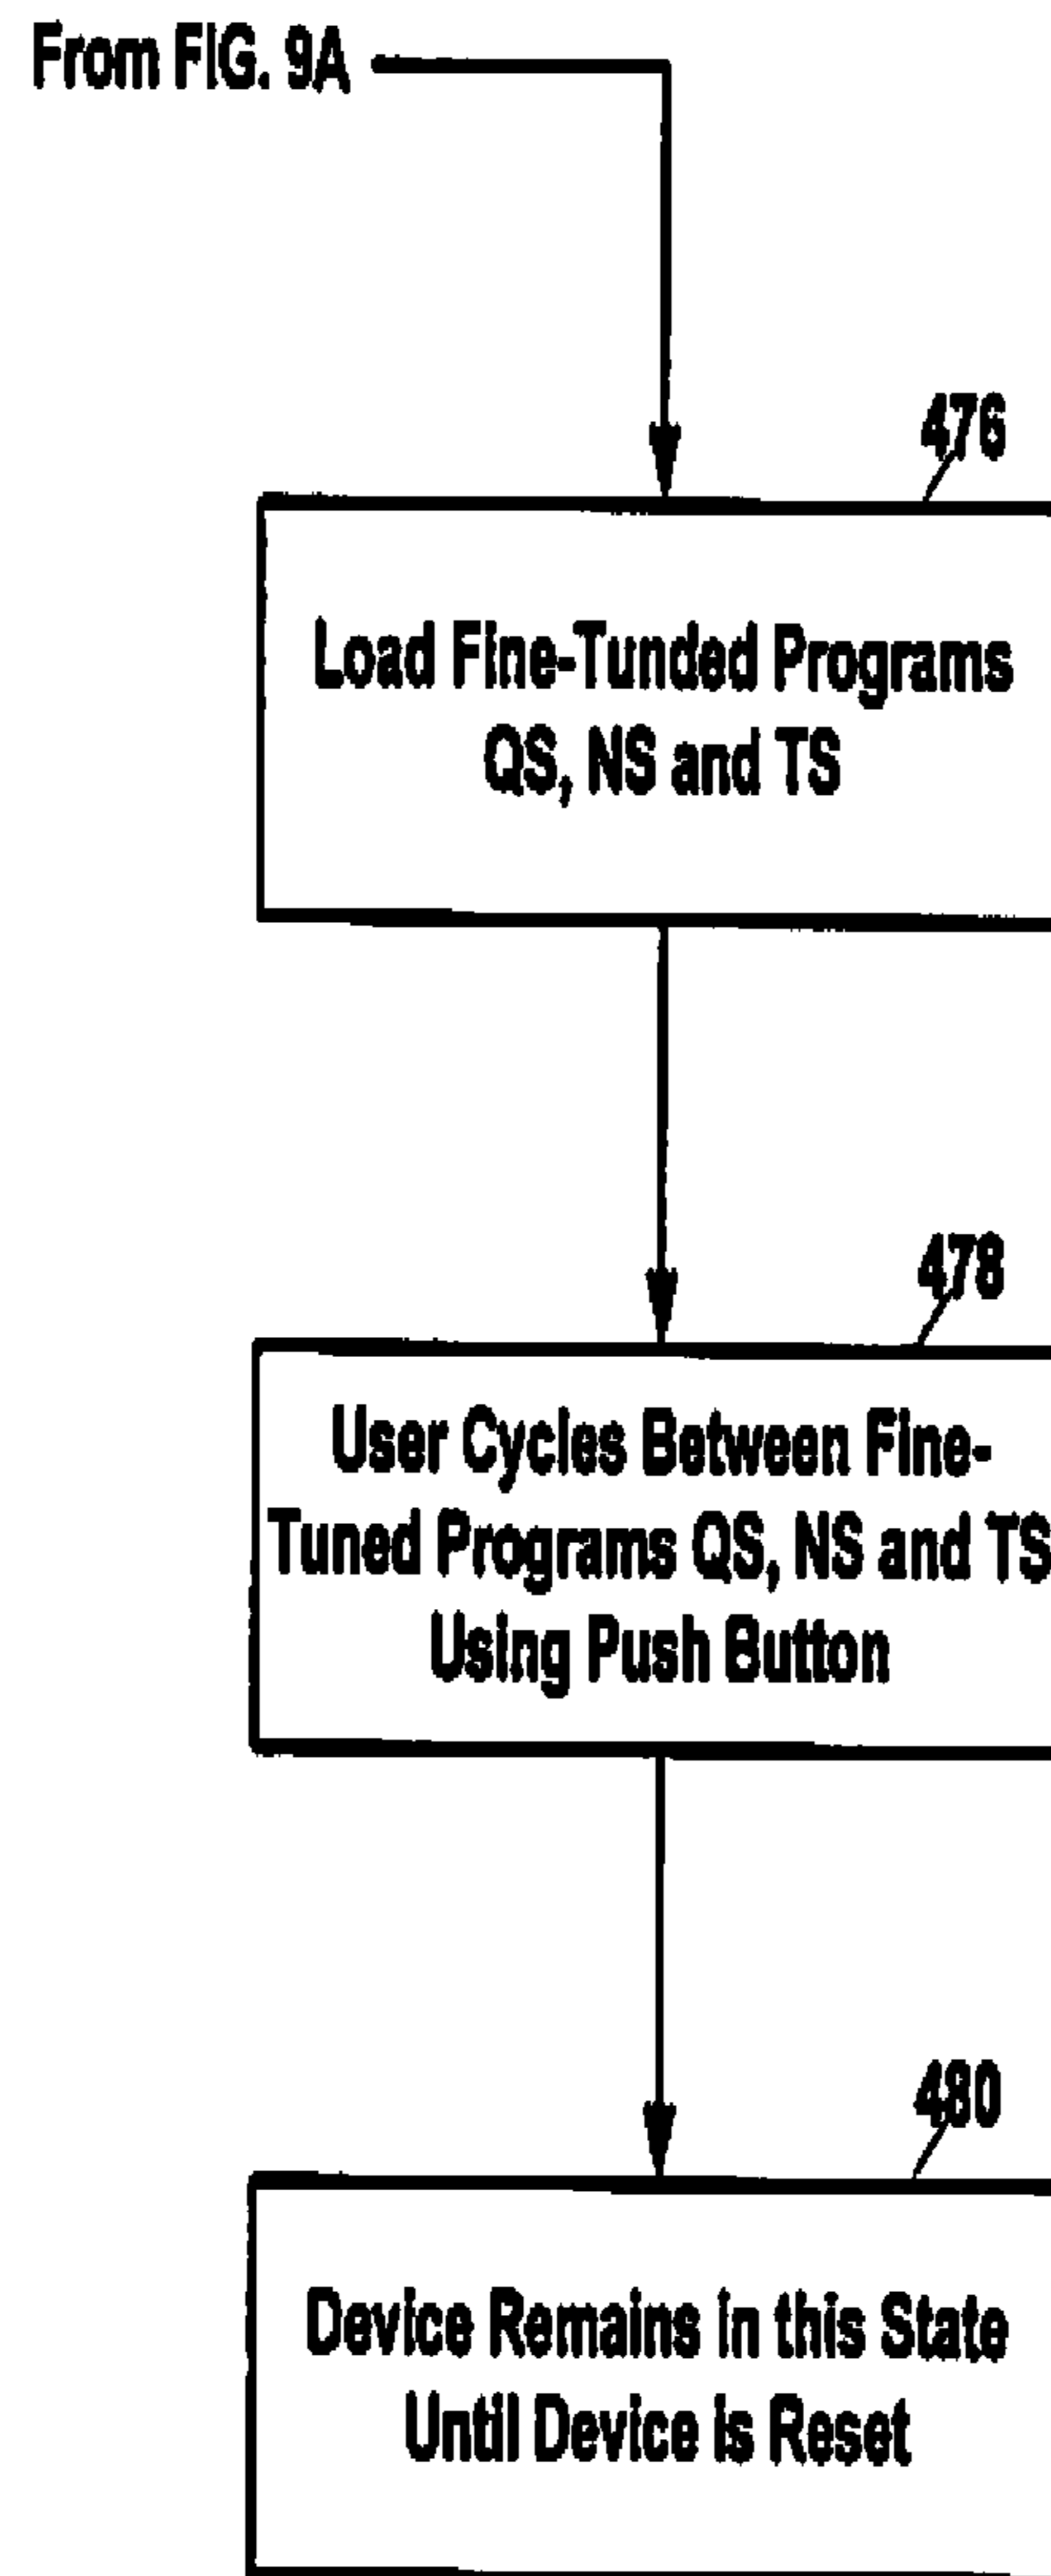 From FIG. 9A
476
Load Fine-Tunded Programs
QS, NS and TS
478
User Cycles Between Fine-
Tuned Programs QS, NS and TS
Using Push Button
480
Device Remains in this State
Until Device is Reset